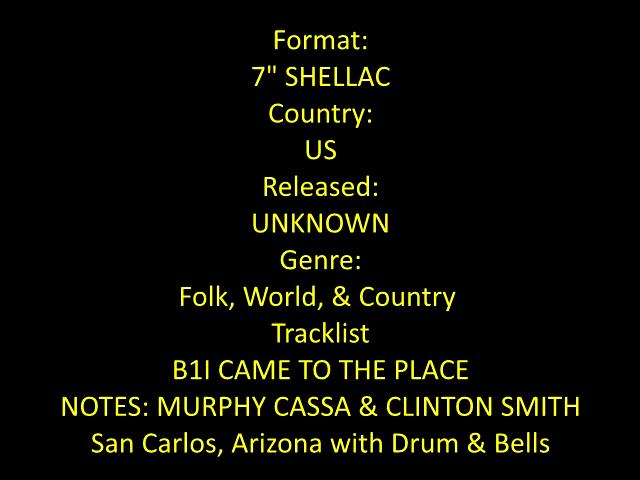 Format:
7" SHELLAC
Country:
US
Released:
UNKNOWN
Genre:
Folk, World, & Country
Tracklist
B1I CAME TO THE PLACE
NOTES: MURPHY CASSA & CLINTON SMITH
San Carlos, Arizona with Drum & Bells